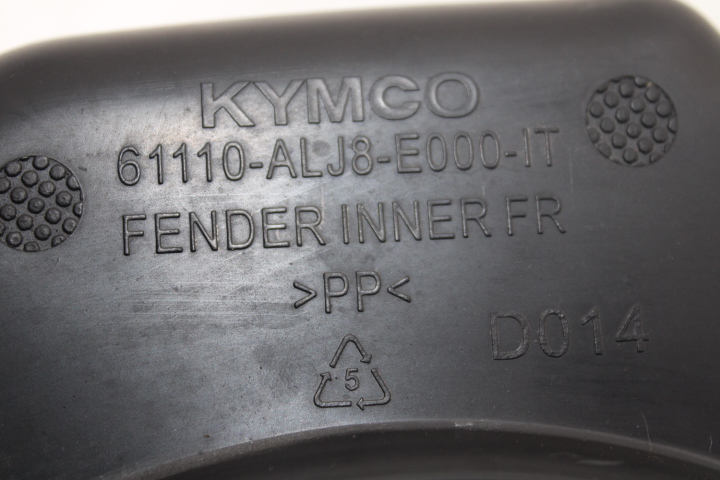 KYMCO
61110-ALJ8-E000-IT
FENDER INNER FR
>PP<
D014
5